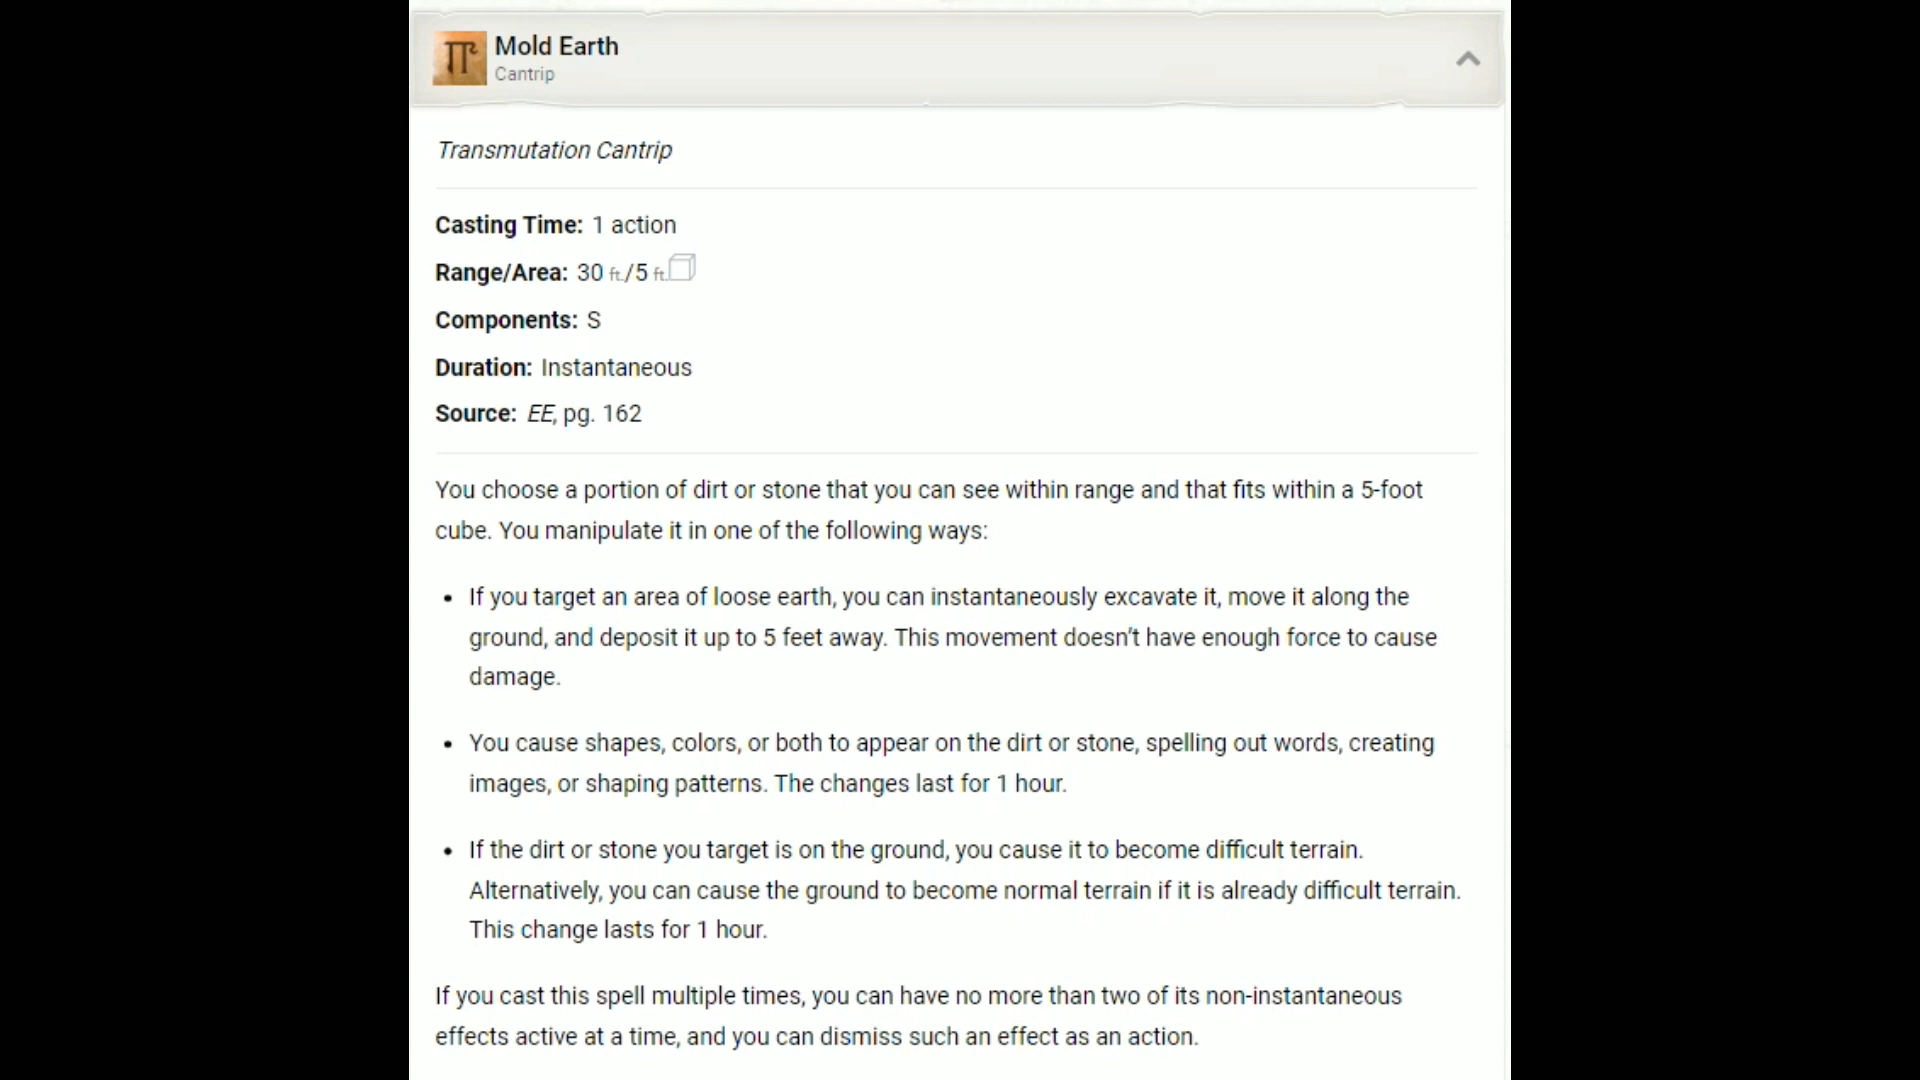 Mold Earth
Cantrip
Transmutation Cantrip
Casting Time: 1 action
Range/Area: 30 ft./5 ft.
Components: S
Duration: Instantaneous
Source: EE, pg. 162
You choose a portion of dirt or stone that you can see within range and that fits within a 5-foot
cube. You manipulate it in one of the following ways:
• If you target an area of loose earth, you can instantaneously excavate it, move it along the
ground, and deposit it up to 5 feet away. This movement doesn't have enough force to cause
damage.
• You cause shapes, colors, or both to appear on the dirt or stone, spelling out words, creating
images, or shaping patterns. The changes last for 1 hour.
• If the dirt or stone you target is on the ground, you cause it to become difficult terrain.
Alternatively, you can cause the ground to become normal terrain if it is already difficult terrain.
This change lasts for 1 hour.
If you cast this spell multiple times, you can have no more than two of its non-instantaneous
effects active at a time, and you can dismiss such an effect as an action.